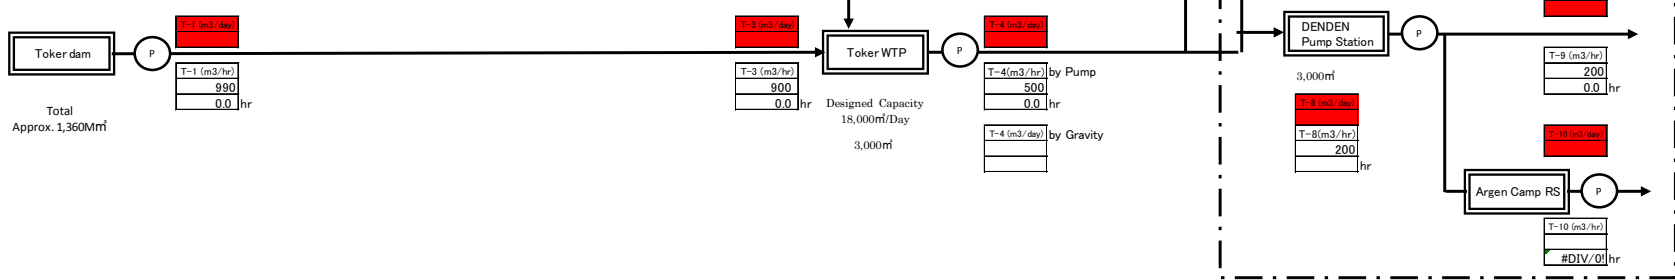 Toker dam
P
T-1 (m3/day)
T-1 (m3/hr)
990
0.0 hr
Total
Approx. 1,360M㎥
T-3 (m3/day)
T-3 (m3/hr)
900
0.0 hr
Toker WTP
Designed Capacity
18,000㎥/Day
3,000㎥
P
T-4 (m3/day)
T-4(m3/hr) by Pump
500
0.0 hr
T-4 (m3/day) by Gravity
DENDEN
Pump Station
3,000㎥
P
T-8 (m3/day)
T-8(m3/hr)
200
hr
T-9 (m3/hr)
200
0.0 hr
T-10 (m3/day)
Argen Camp RS
P
T-10 (m3/hr)
#DIV/0! hr